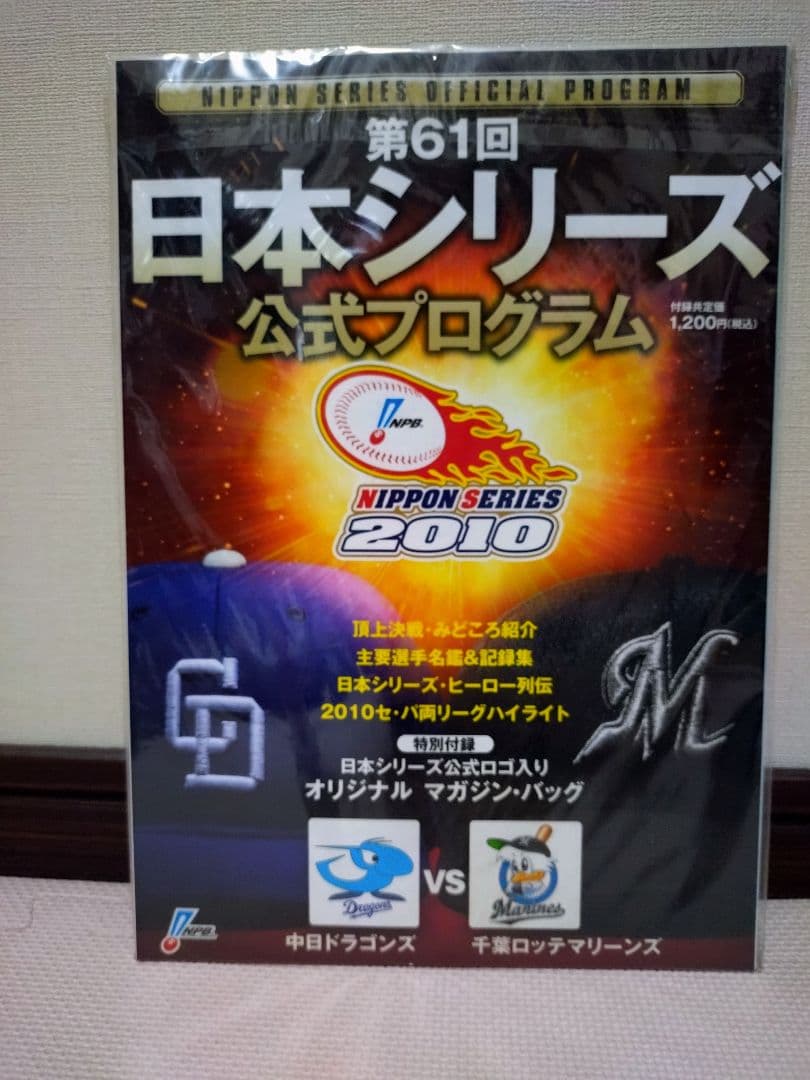 NIPPON SERIES OFFICIAL PROGRAM
第61回
日本シリーズ
公式プログラム
付録共定価
1,200円(税込)
NPB
NIPPON SERIES
2010
頂上決戦・みどころ紹介
主要選手名鑑&記録集
日本シリーズ・ヒーロー列伝
2010セ・パ両リーグハイライト
CD
M
特別付録
日本シリーズ公式ロゴ入り
オリジナル マガジン・バッグ
Dragons
VS
Marines
NPB
中日ドラゴンズ
千葉ロッテマリーンズ